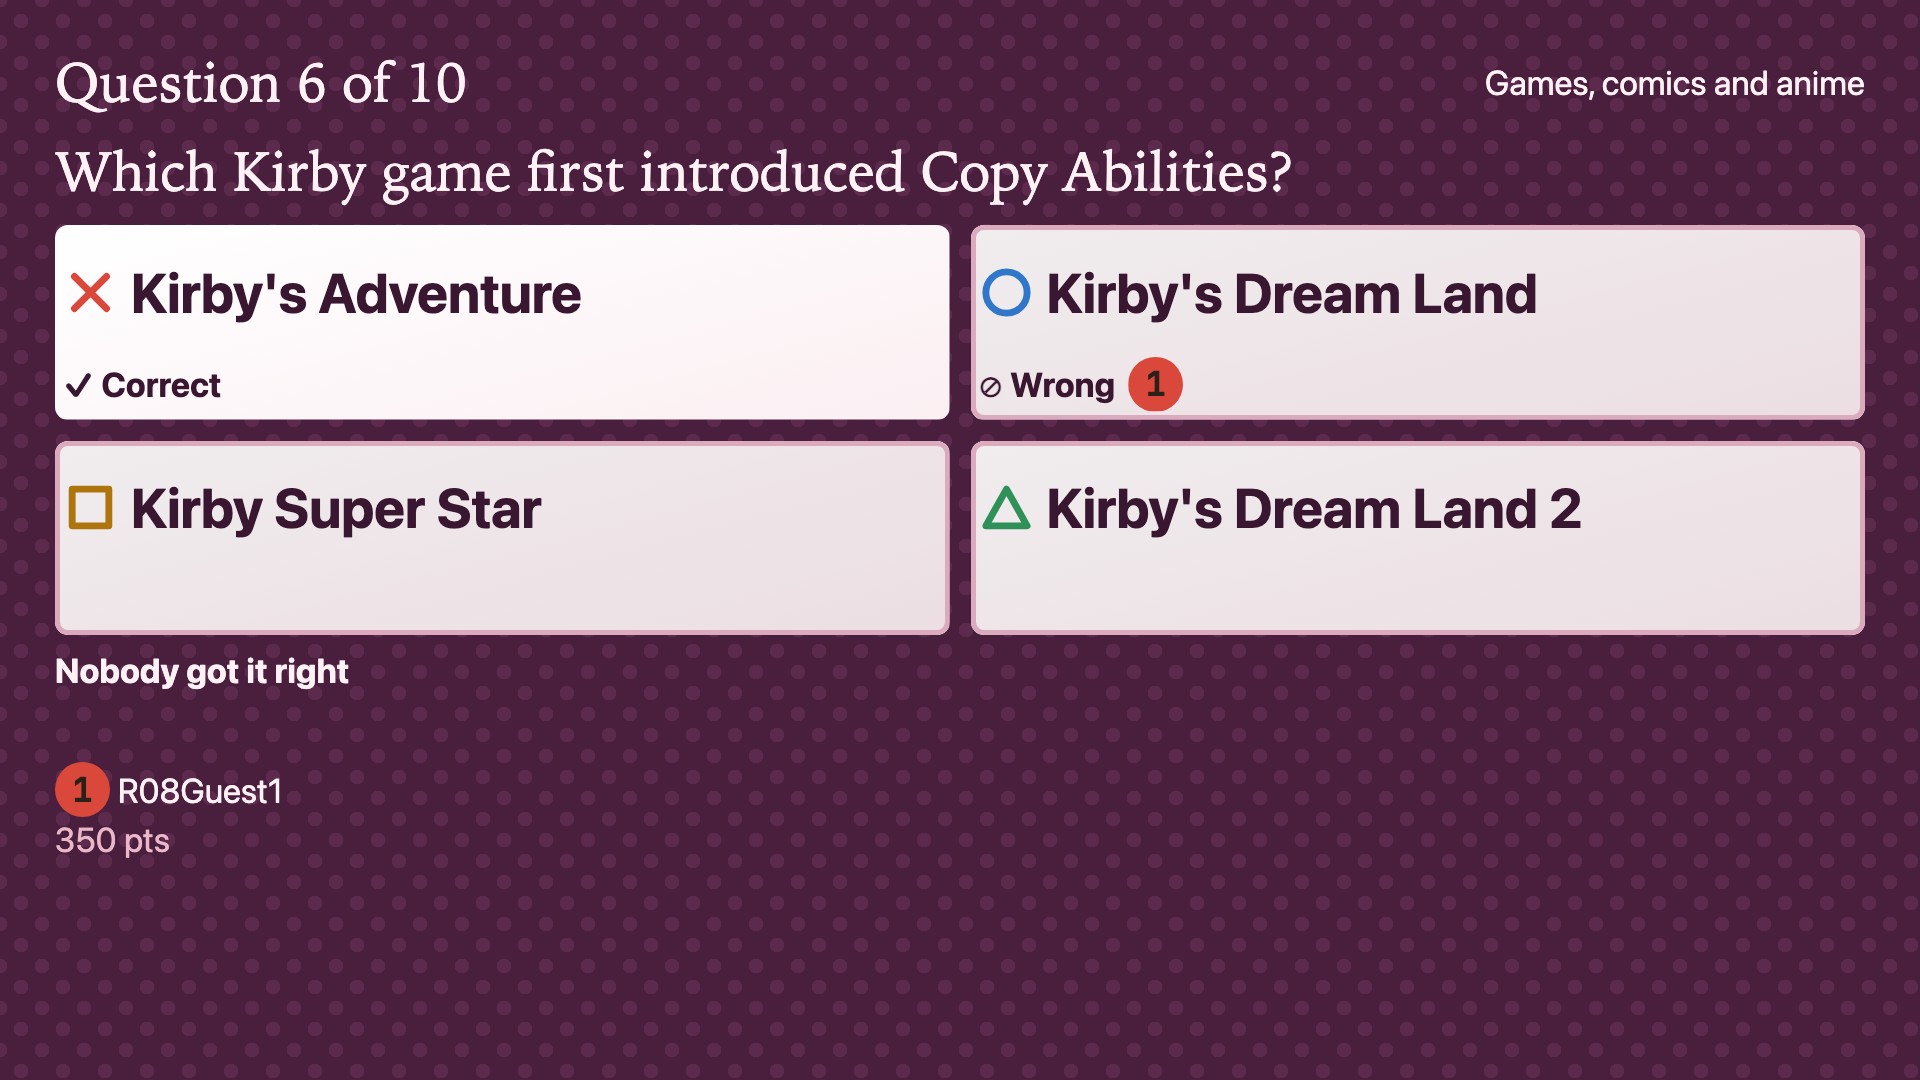 Question 6 of 10
Games, comics and anime
Which Kirby game first introduced Copy Abilities?
Kirby's Adventure
Correct
Kirby's Dream Land
Wrong 1
Kirby Super Star
Kirby's Dream Land 2
Nobody got it right
1 R08Guest1
350 pts